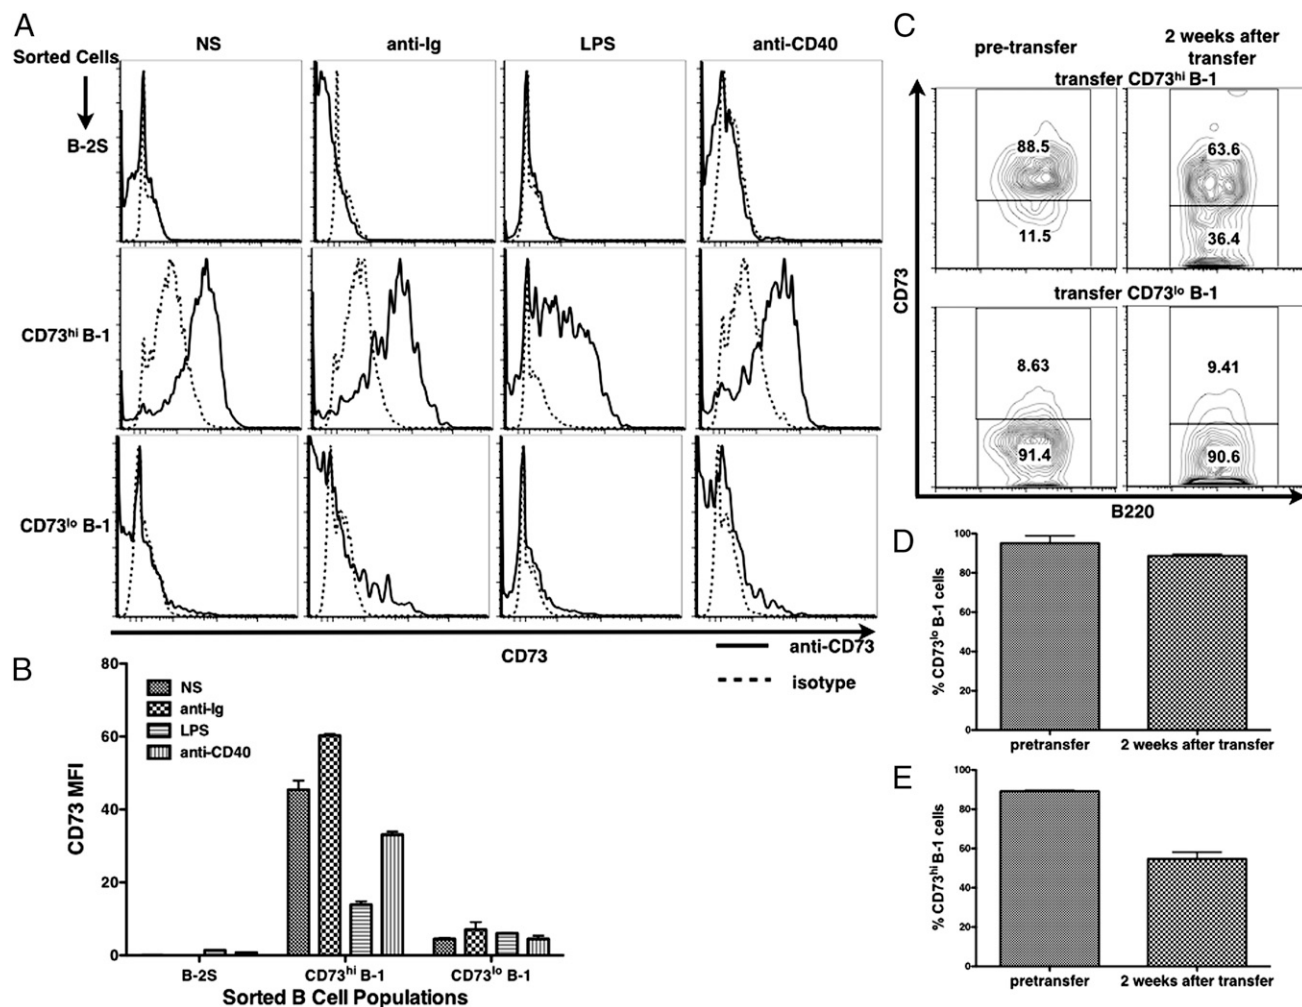 A
NS
anti-Ig
LPS
anti-CD40
Sorted Cells
B-2S
CD73hi B-1
CD73lo B-1
CD73
anti-CD73
isotype
B
80
60
40
20
0
CD73 MFI
NS
anti-Ig
LPS
anti-CD40
B-2S
CD73hi B-1
CD73lo B-1
Sorted B Cell Populations
C
pre-transfer
2 weeks after
transfer
transfer CD73hi B-1
88.5
11.5
63.6
36.4
transfer CD73lo B-1
8.63
91.4
9.41
90.6
CD73
B220
D
100
80
60
40
20
0
% CD73lo B-1 cells
pretransfer
2 weeks after transfer
E
100
80
60
40
20
0
% CD73hi B-1 cells
pretransfer
2 weeks after transfer